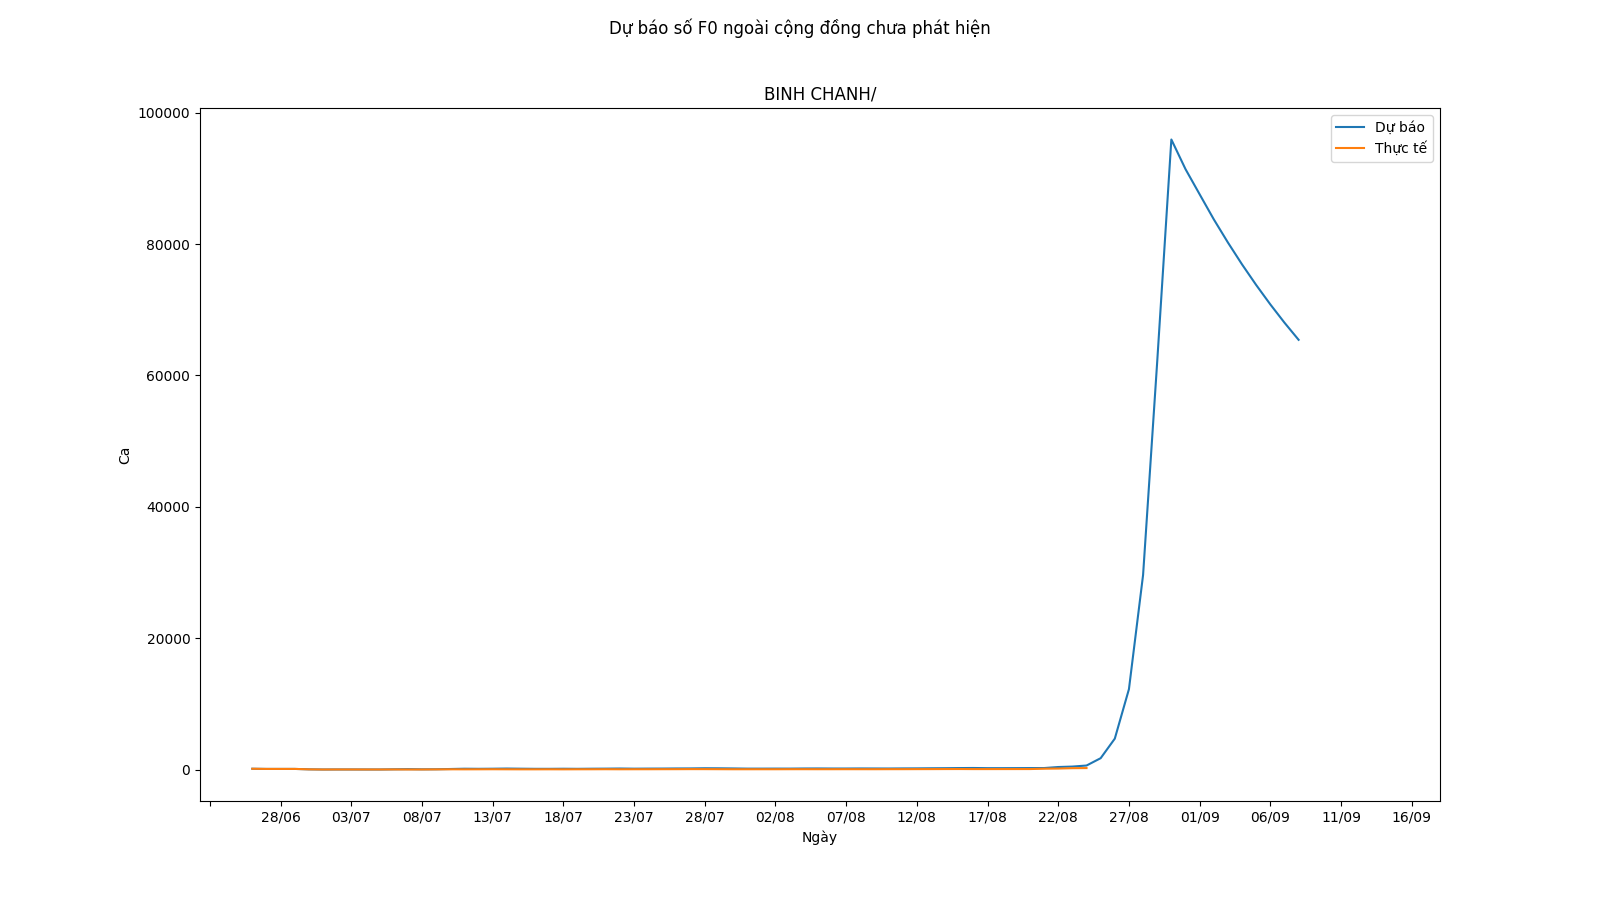 Dự báo số F0 ngoài cộng đồng chưa phát hiện
BINH CHANH/
100000
80000
60000
40000
20000
0
Ca
Dự báo
Thực tế
28/06 03/07 08/07 13/07 18/07 23/07 28/07 02/08 07/08 12/08 17/08 22/08 27/08 01/09 06/09 11/09 16/09
Ngày